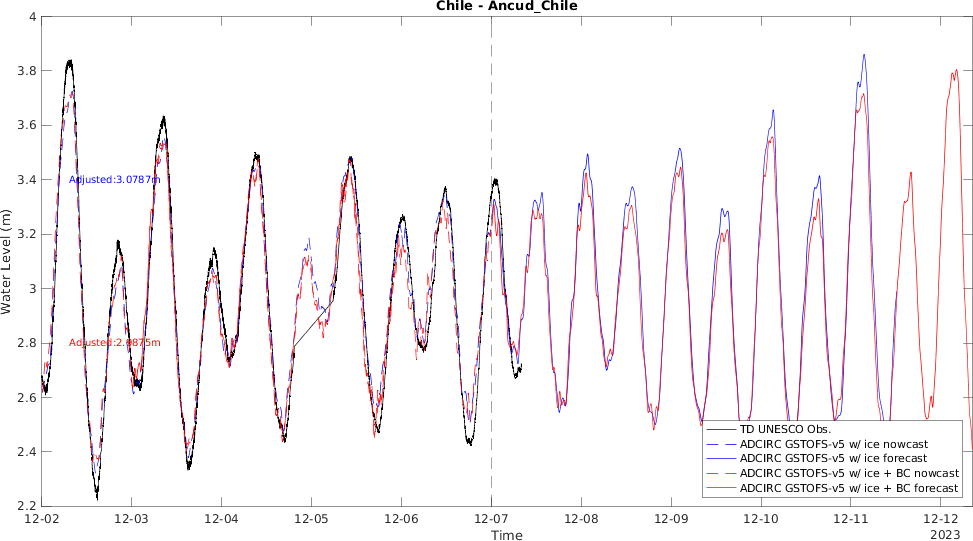 Chile - Ancud_Chile
4
3.8
3.6
3.4
3.2
3
2.8
2.6
2.4
2.2
Water Level (m)
Adjusted:3.0787m
Adjusted:2.0875m
TD UNESCO Obs.
ADCIRC GSTOFS-v5 w/ ice nowcast
ADCIRC GSTOFS-v5 w/ ice forecast
ADCIRC GSTOFS-v5 w/ ice + BC nowcast
ADCIRC GSTOFS-v5 w/ ice + BC forecast
12-02 12-03 12-04 12-05 12-06 12-07 12-08 12-09 12-10 12-11 12-12
Time
2023